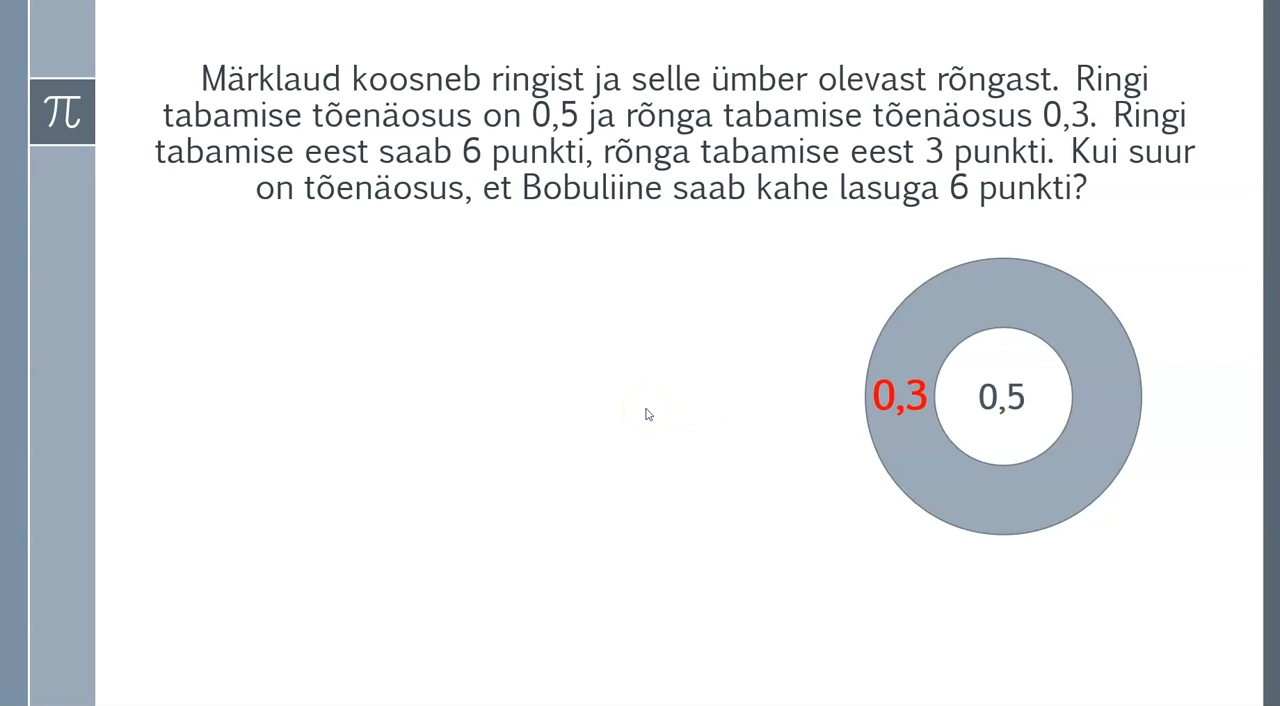 π
Märklaud koosneb ringist ja selle ümber olevast rõngast. Ringi
tabamise tõenäosus on 0,5 ja rõnga tabamise tõenäosus 0,3. Ringi
tabamise eest saab 6 punkti, rõnga tabamise eest 3 punkti. Kui suur
on tõenäosus, et Bobuliine saab kahe lasuga 6 punkti?
0,3 0,5